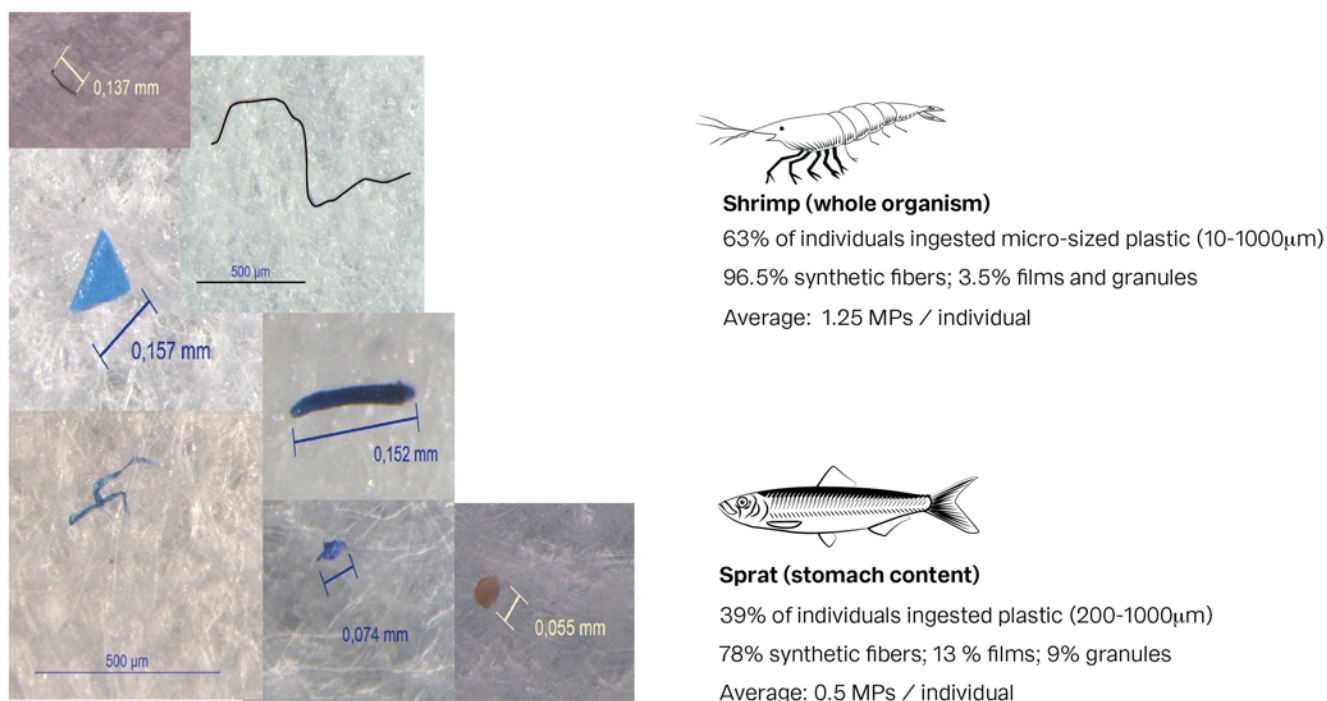 0,137 mm
500 µm
0,157 mm
0,152 mm
500 µm
0,074 mm
0,055 mm
Shrimp (whole organism)
63% of individuals ingested micro-sized plastic (10-1000µm)
96.5% synthetic fibers; 3.5% films and granules
Average: 1.25 MPs / individual
Sprat (stomach content)
39% of individuals ingested plastic (200-1000µm)
78% synthetic fibers; 13 % films; 9% granules
Average: 0.5 MPs / individual